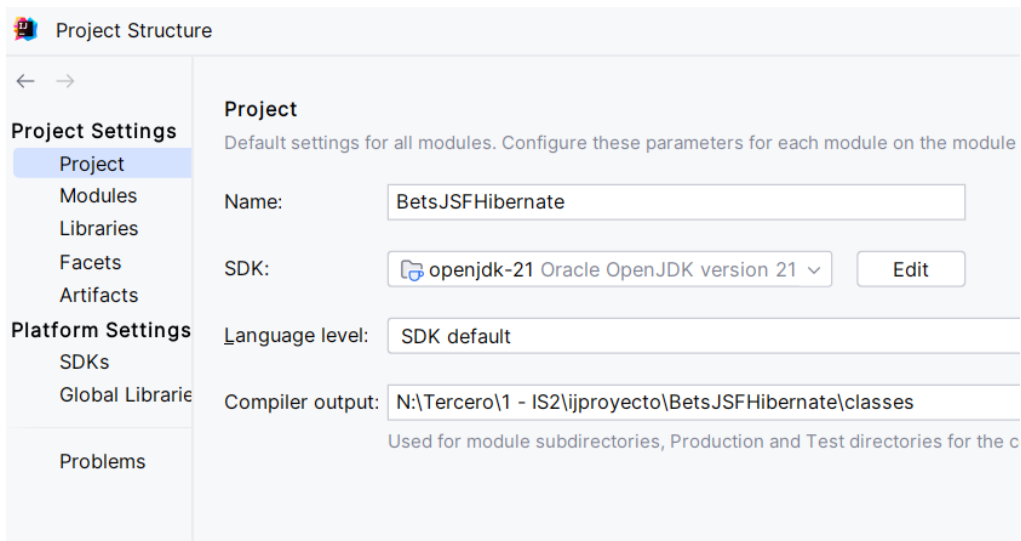 Project Structure
Project Settings
Project
Modules
Libraries
Facets
Artifacts
Platform Settings
SDKs
Global Librarie
Problems
Project
Default settings for all modules. Configure these parameters for each module on the module
Name: BetsJSFHibernate
SDK: openjdk-21 Oracle OpenJDK version 21 Edit
Language level: SDK default
Compiler output: N:\Tercero\1 - IS2\ijproyecto\BetsJSFHibernate\classes
Used for module subdirectories, Production and Test directories for the c